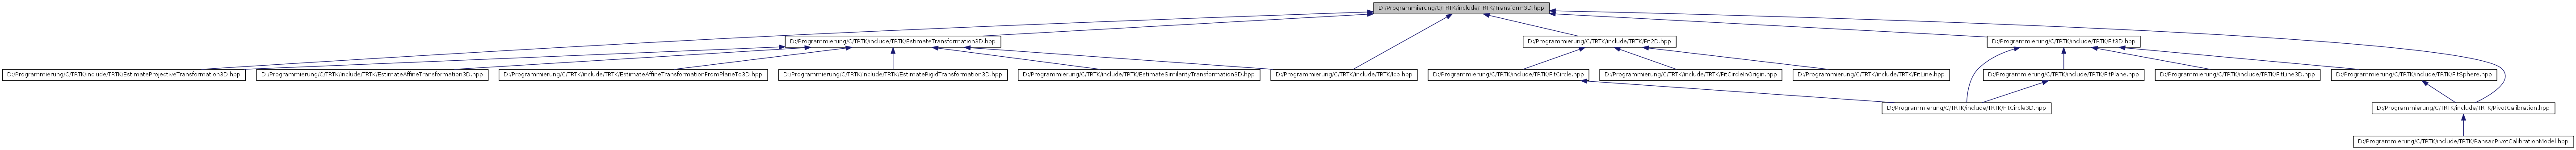 D:/Programmierung/C/TRTK/include/TRTK/Transform3D.hpp
D:/Programmierung/C/TRTK/include/TRTK/EstimateTransformation3D.hpp
D:/Programmierung/C/TRTK/include/TRTK/Fit2D.hpp
D:/Programmierung/C/TRTK/include/TRTK/Fit3D.hpp
D:/Programmierung/C/TRTK/include/TRTK/EstimateProjectiveTransformation3D.hpp
D:/Programmierung/C/TRTK/include/TRTK/EstimateAffineTransformation3D.hpp
D:/Programmierung/C/TRTK/include/TRTK/EstimateAffineTransformationFromPlaneTo3D.hpp
D:/Programmierung/C/TRTK/include/TRTK/EstimateRigidTransformation3D.hpp
D:/Programmierung/C/TRTK/include/TRTK/EstimateSimilarityTransformation3D.hpp
D:/Programmierung/C/TRTK/include/TRTK/Icp.hpp
D:/Programmierung/C/TRTK/include/TRTK/FitCircle.hpp
D:/Programmierung/C/TRTK/include/TRTK/FitCircleInOrigin.hpp
D:/Programmierung/C/TRTK/include/TRTK/FitLine.hpp
D:/Programmierung/C/TRTK/include/TRTK/FitPlane.hpp
D:/Programmierung/C/TRTK/include/TRTK/FitLine3D.hpp
D:/Programmierung/C/TRTK/include/TRTK/FitSphere.hpp
D:/Programmierung/C/TRTK/include/TRTK/FitCircle3D.hpp
D:/Programmierung/C/TRTK/include/TRTK/PivotCalibration.hpp
D:/Programmierung/C/TRTK/include/TRTK/RansacPivotCalibrationModel.hpp